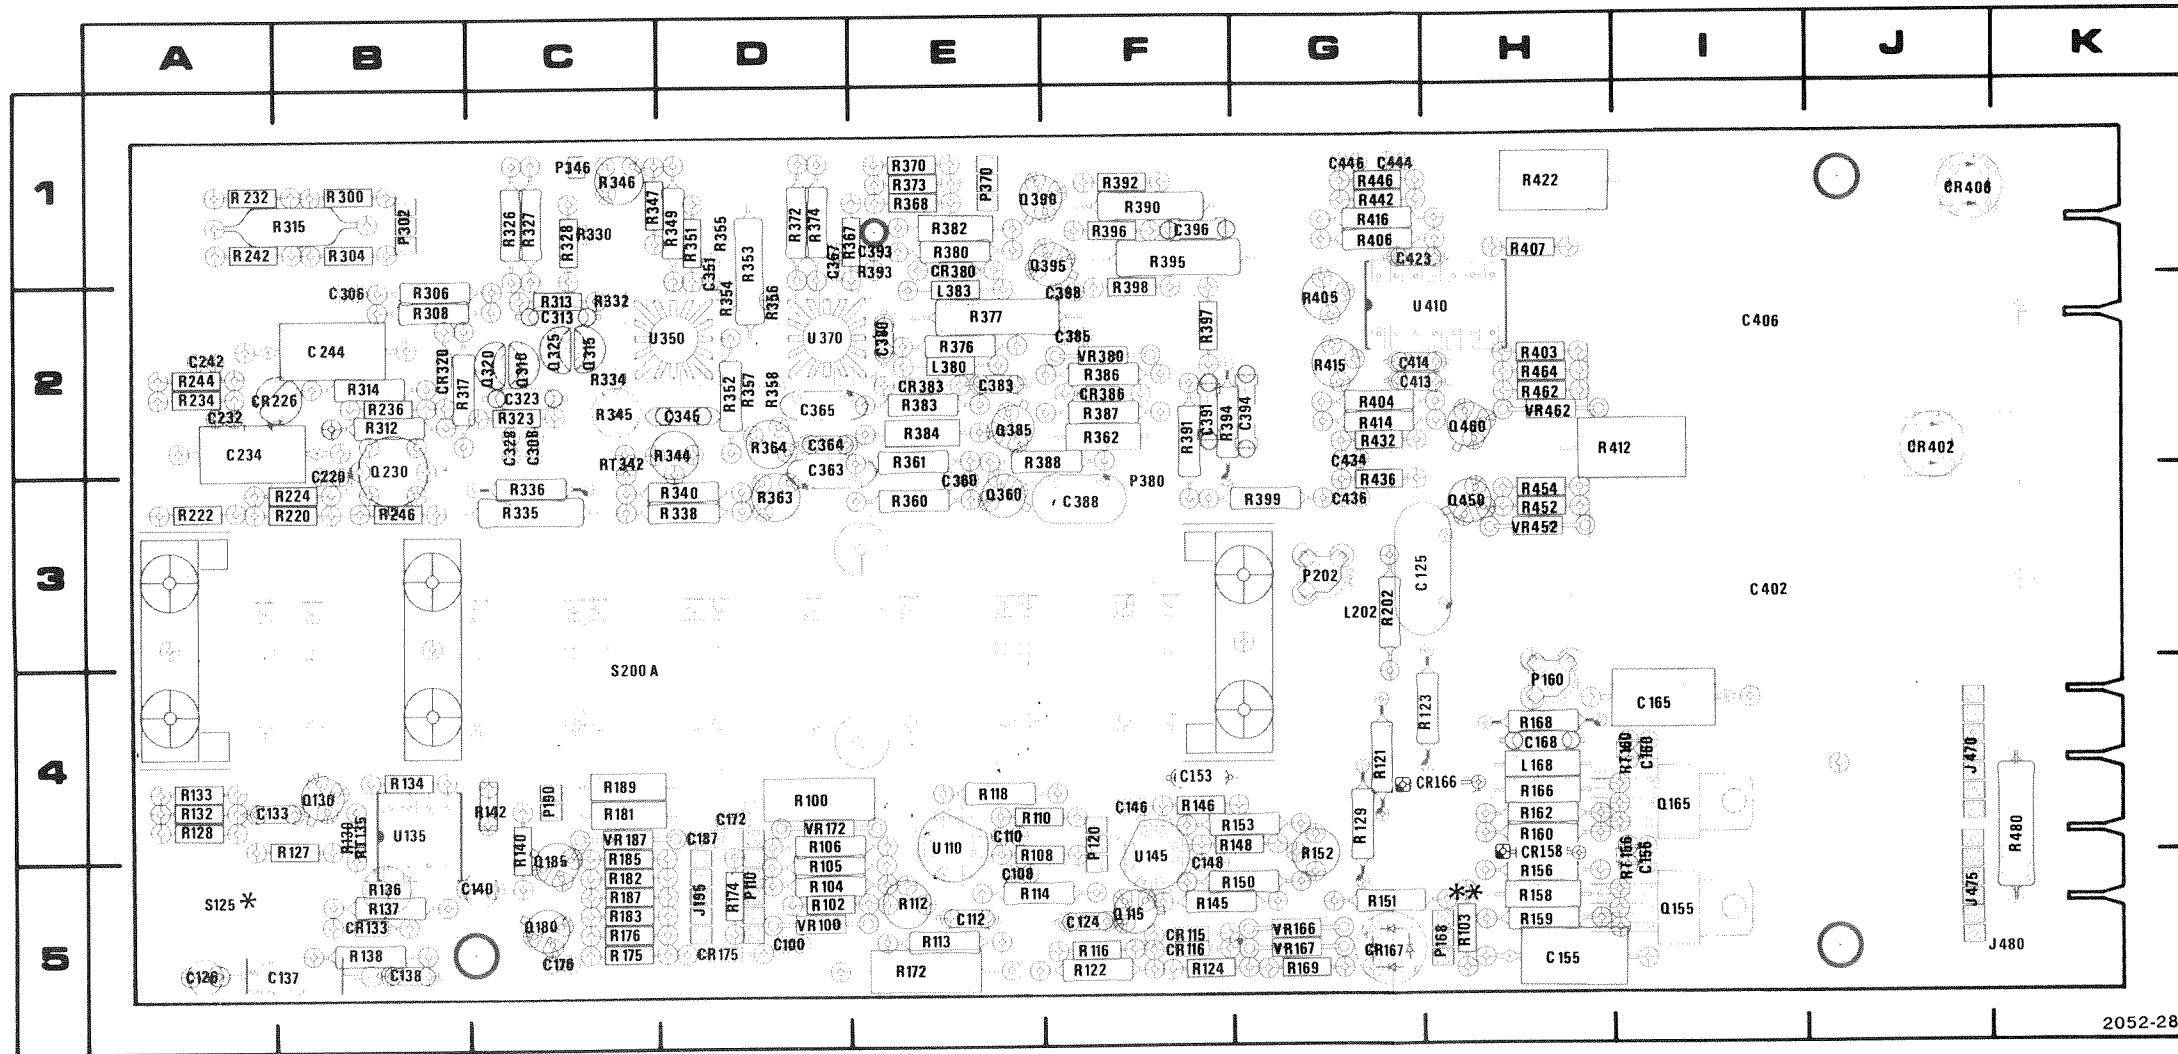 A B C D E F G H I J K
1
P346 R346 R370 P370 C446 C444
R373 R392 R446 R422 CR406
R232 R300 R347 R368 Q390 R390 R442
R315 P302 R326 R327 R328 R330 R349 R351 R355 R353 R372 R374 R367 R382 R396 C396 R416
R406 R407
R242 R304 C351 C367 C393 R380 Q395 R395 C423
R393 CR380
C306 R306 R313 R332 R354 R356 L383 C398 R398 R405
R308 C313 R377 R397 U410 C406
2
C242 C244 CR320 Q320 Q316 Q325 Q315 U350 U370 C380 R376 C385 R415 R403
L380 VR380 C414 R464
R244 R314 R317 R334 R352 R357 R358 CR383 C383 R386 C413 R462
R234 CR226 R236 C323 C365 R383 CR386 R387 R391 C391 R394 C394 R404 VR462
C232 R312 R323 R345 C346 R364 C364 R384 Q385 R362 R414 Q460
C234 C328 C308 RT342 R344 C363 R361 R388 R432 C434 R412 CR402
C220 Q230 R363 C360 P380 R436
R224 R336 R340 R360 Q360 C388 R399 C436 Q450 R454
R222 R220 R246 R335 R338 R452
VR452
3
P202 C125
L202 R202 C402
S200A P160
R123 C165
R168
4
R121 C168 RT160 C160 J470
C153 CR166 L168
R133 Q130 R134 R142 P190 R189 R100 R118 C146 R146 R166 Q165
R132 C133 R181 R110 R162
R128 R130 R135 U135 R140 VR187 C187 C172 VR172 U110 C110 P120 R153 R129 R160 R480
R127 Q185 R185 R106 R108 U145 C148 R148 R152 CR158 RT156 C156
R182 R105 C108 R150 R156
S125 * R136 C140 R187 J195 R174 P110 R104 R112 R114 R145 R151 ** R158 J475
R137 R183 R102 C112 C124 Q115 R103 R159 Q155
5
CR133 Q180 R176 VR100 R113 CR115 VR166 P168 J480
R138 C176 R175 CR175 C100 R116 CR116 VR167 CR167 C155
C126 C137 C138 R172 R122 R124 R169
2052-28